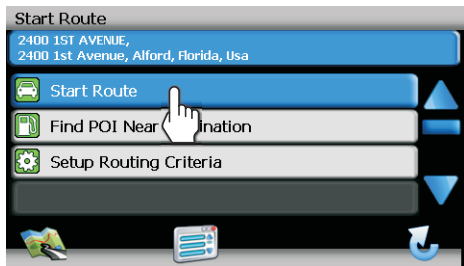 Start Route
2400 1ST AVENUE,
2400 1st Avenue, Alford, Florida, Usa
Start Route
Find POI Near ination
Setup Routing Criteria